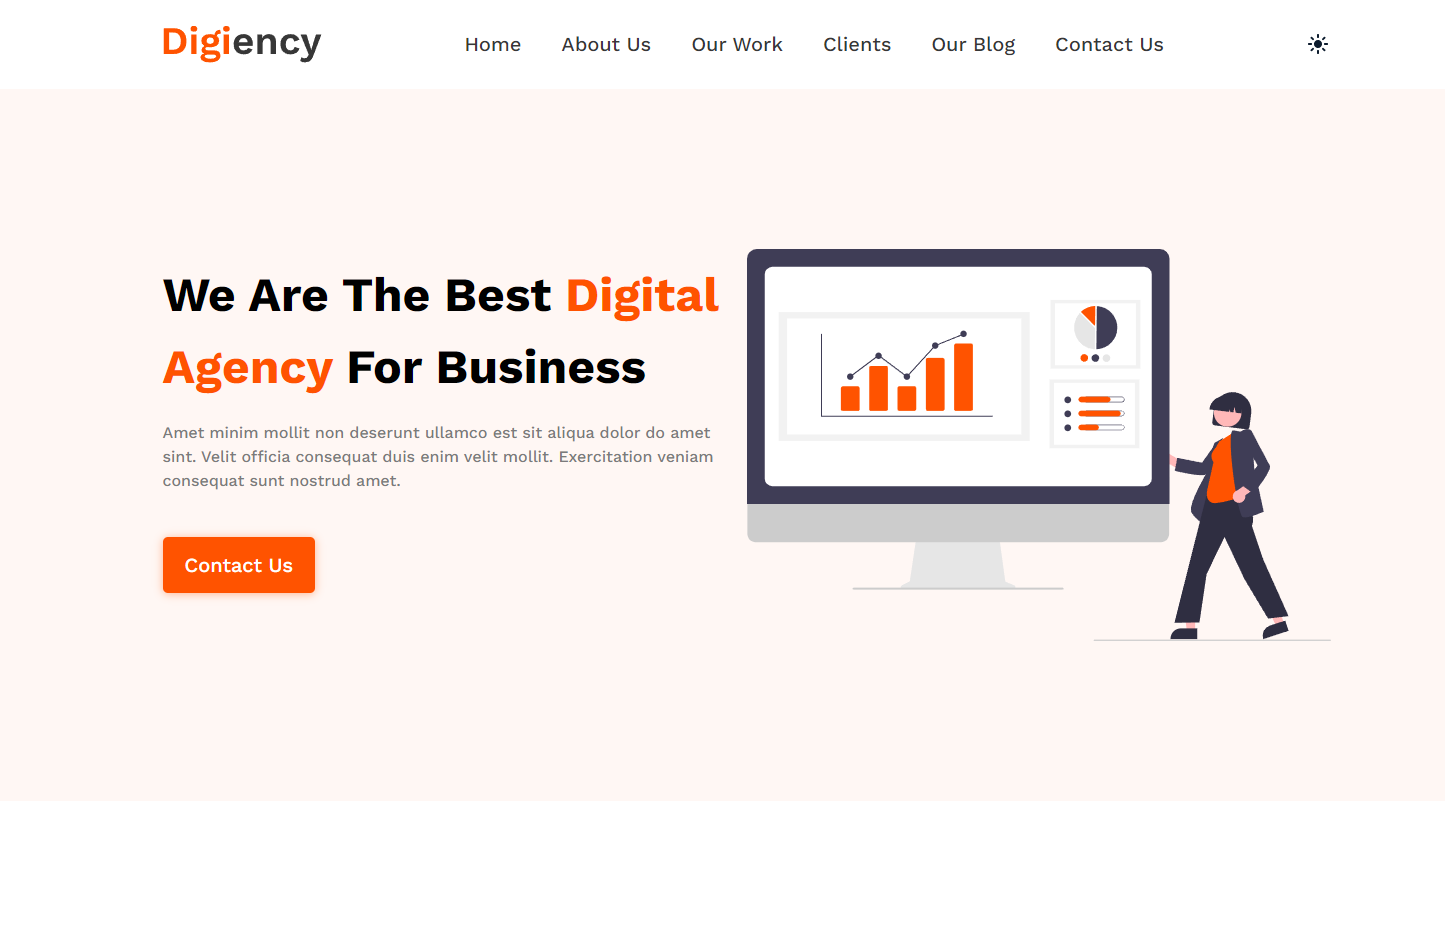 Digiency
Home About Us Our Work Clients Our Blog Contact Us
We Are The Best Digital
Agency For Business
Amet minim mollit non deserunt ullamco est sit aliqua dolor do amet
sint. Velit officia consequat duis enim velit mollit. Exercitation veniam
consequat sunt nostrud amet.
Contact Us